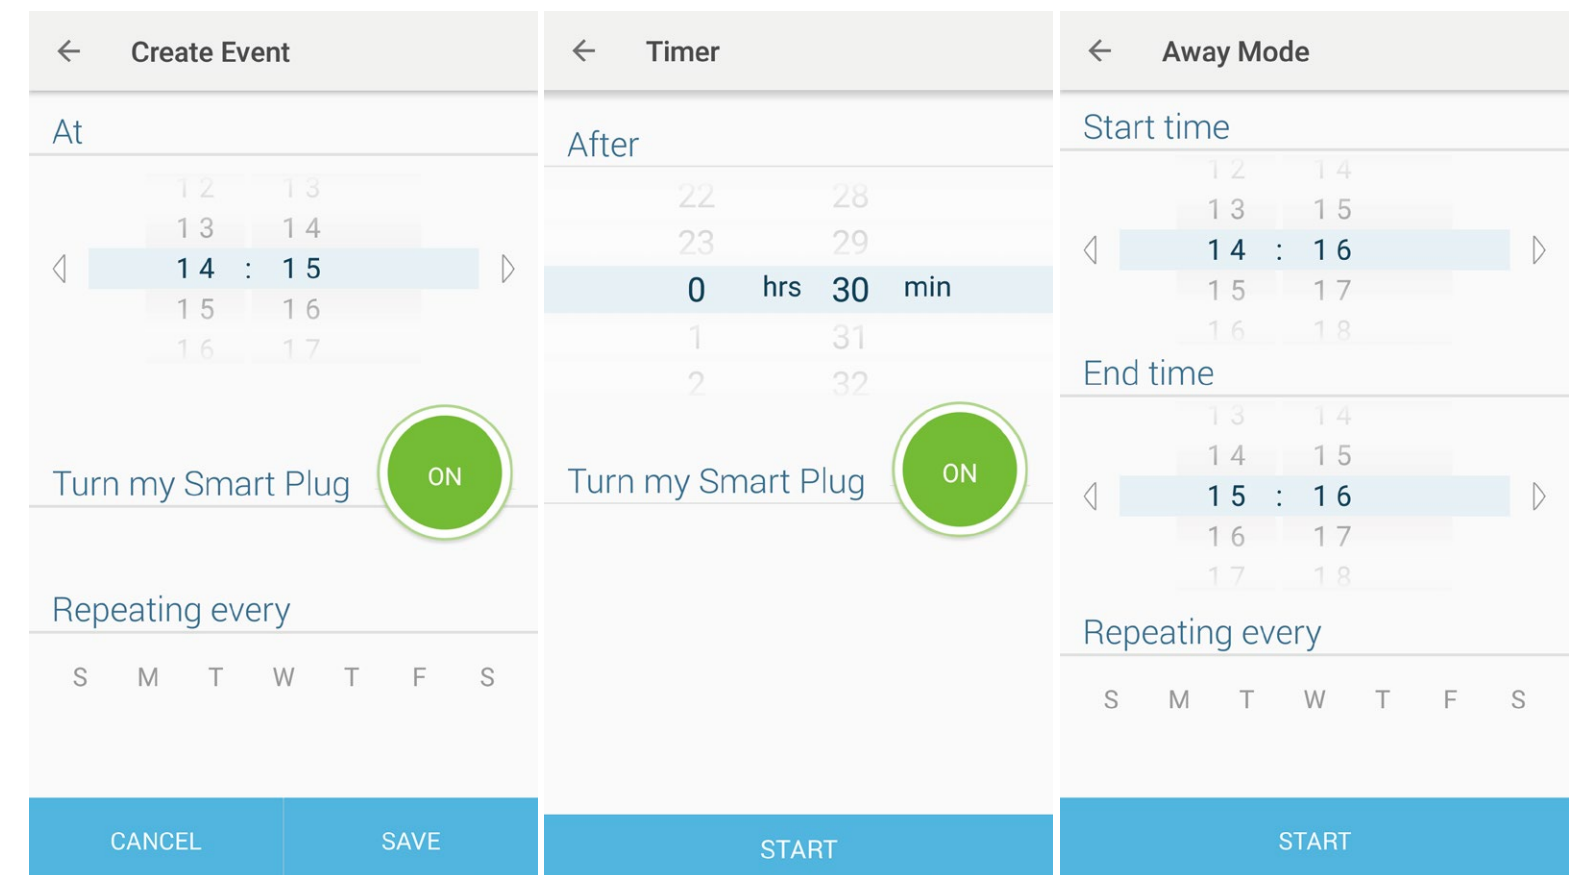 Create Event
At
12 13
13 14
14 : 15
15 16
16 17
Turn my Smart Plug ON
Repeating every
S M T W T F S
CANCEL SAVE
Timer
After
22 28
23 29
0 hrs 30 min
1 31
2 32
Turn my Smart Plug ON
START
Away Mode
Start time
12 14
13 15
14 : 16
15 17
16 18
End time
13 14
14 15
15 : 16
16 17
17 18
Repeating every
S M T W T F S
START